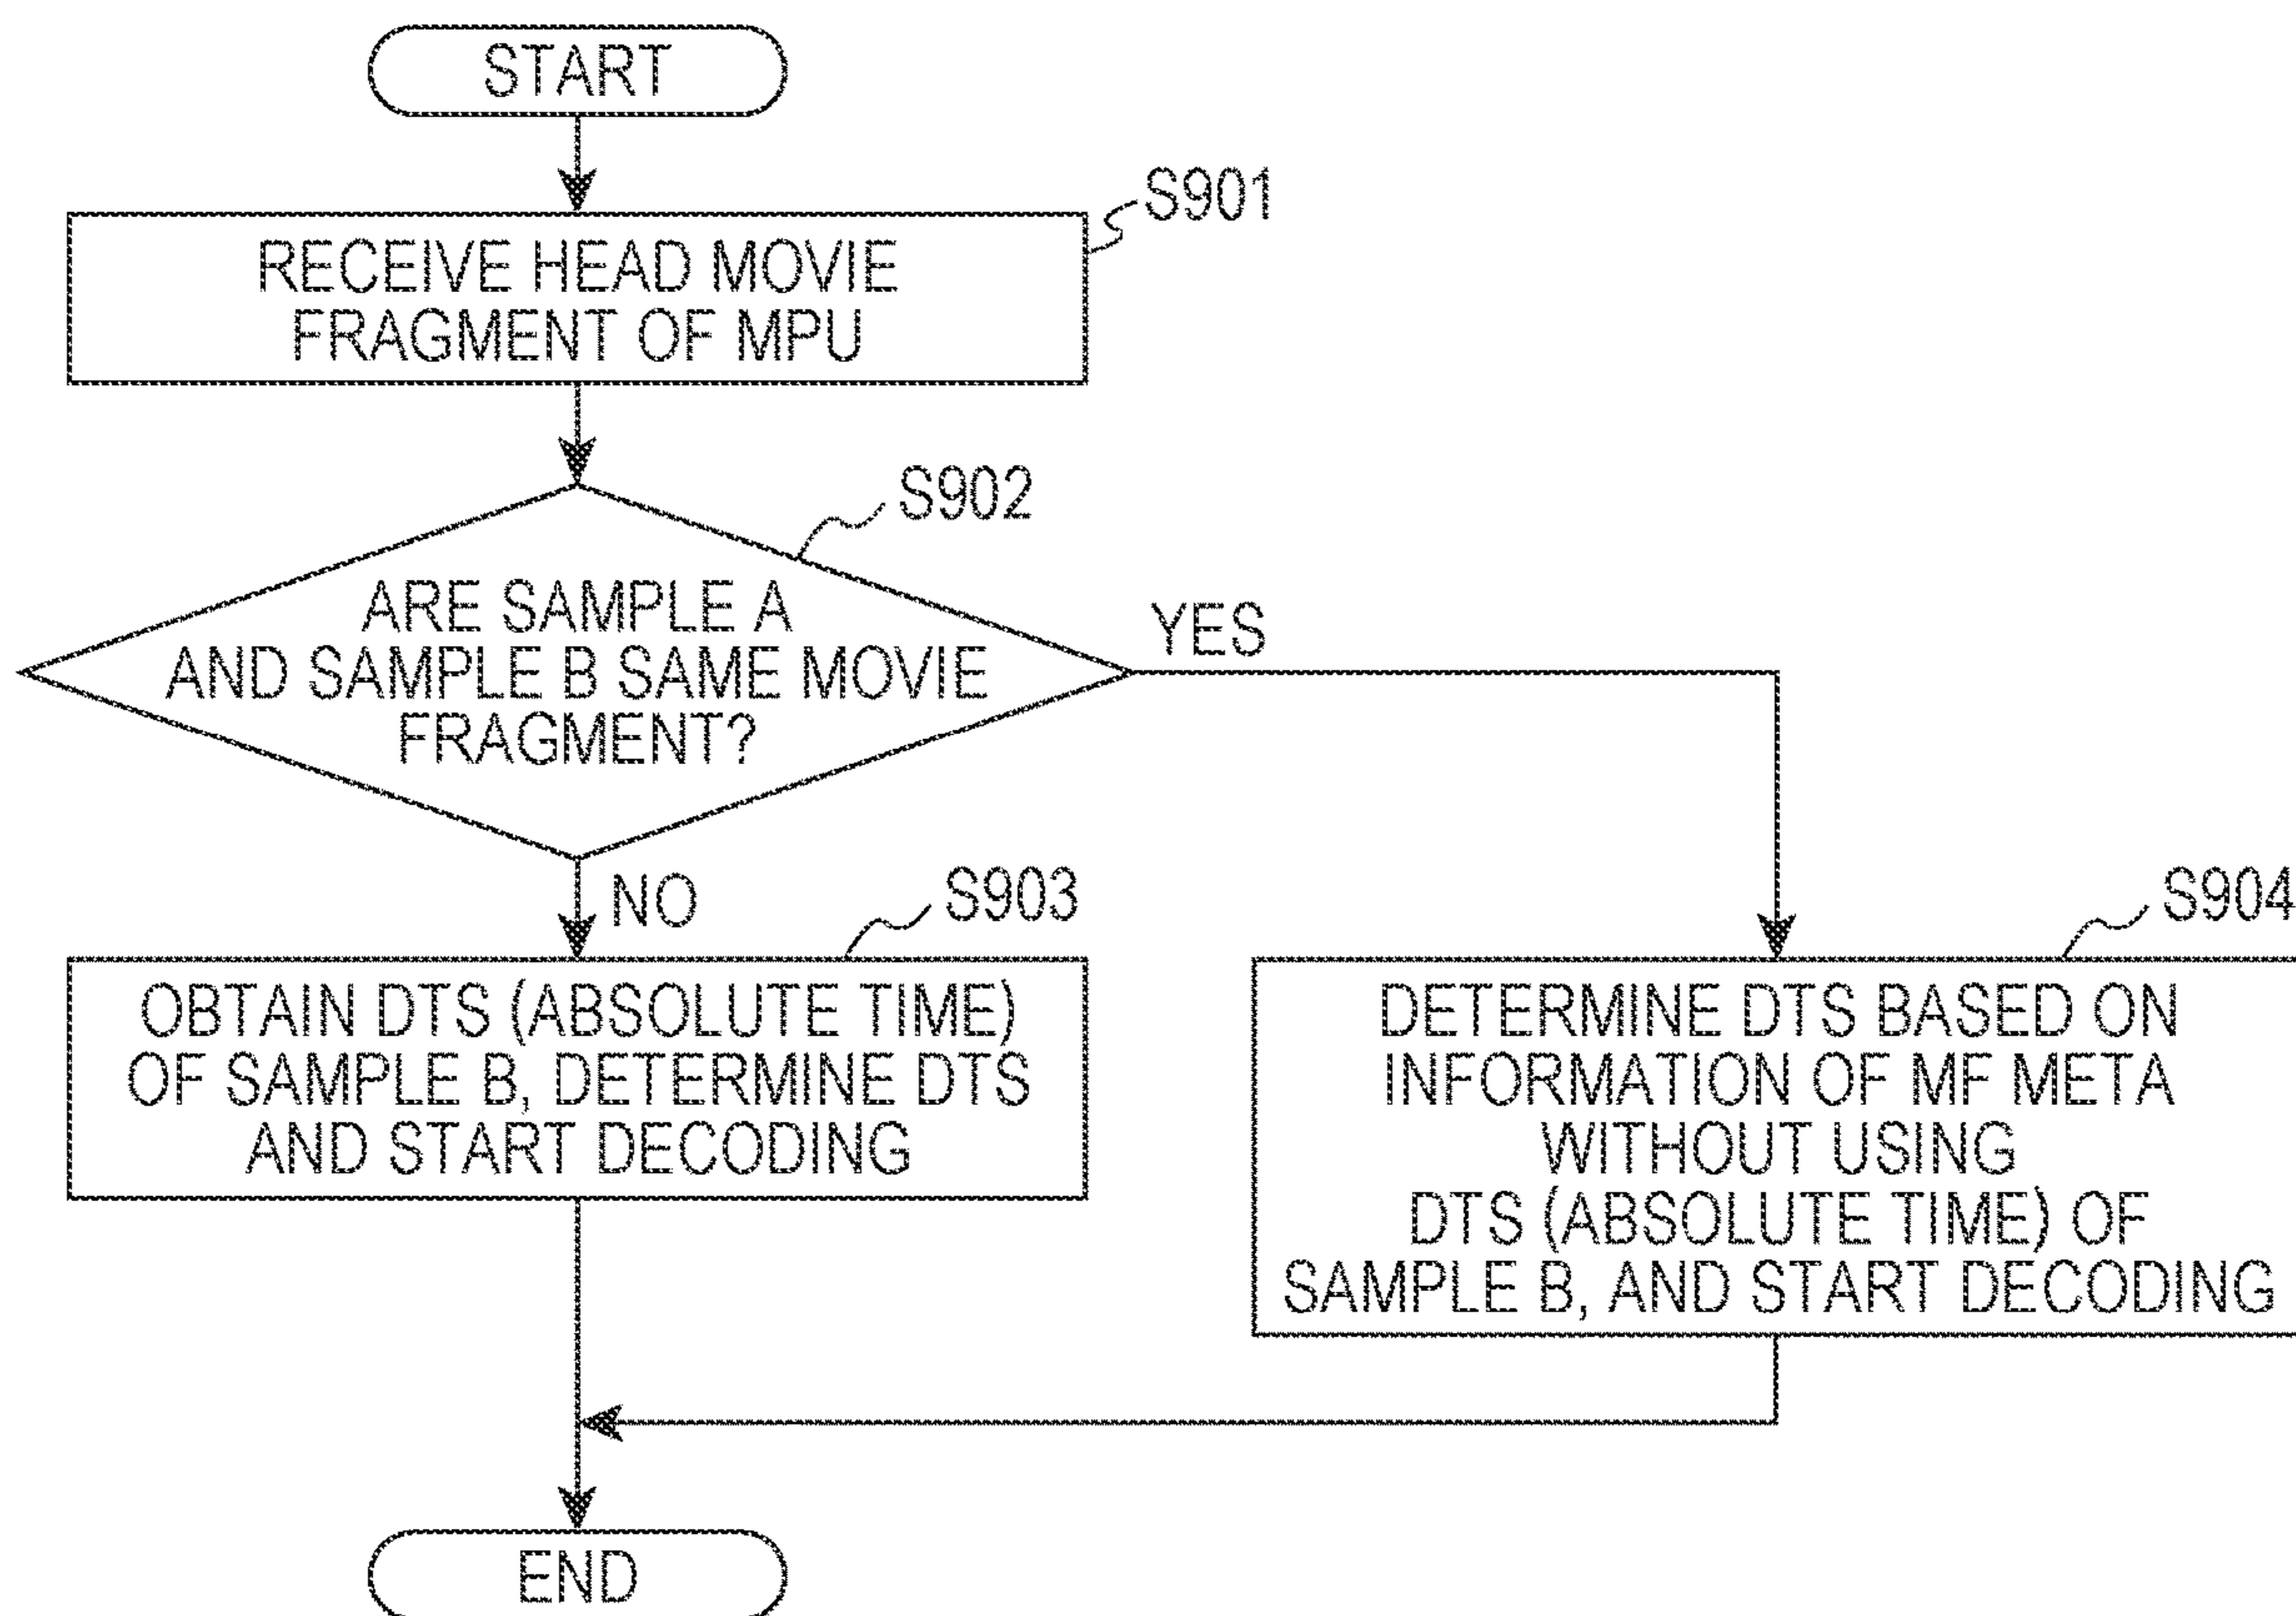 START
S901
RECEIVE HEAD MOVIE
FRAGMENT OF MPU
S902
ARE SAMPLE A
AND SAMPLE B SAME MOVIE
FRAGMENT?
YES
NO
S903
OBTAIN DTS (ABSOLUTE TIME)
OF SAMPLE B, DETERMINE DTS
AND START DECODING
S904
DETERMINE DTS BASED ON
INFORMATION OF MF META
WITHOUT USING
DTS (ABSOLUTE TIME) OF
SAMPLE B, AND START DECODING
END